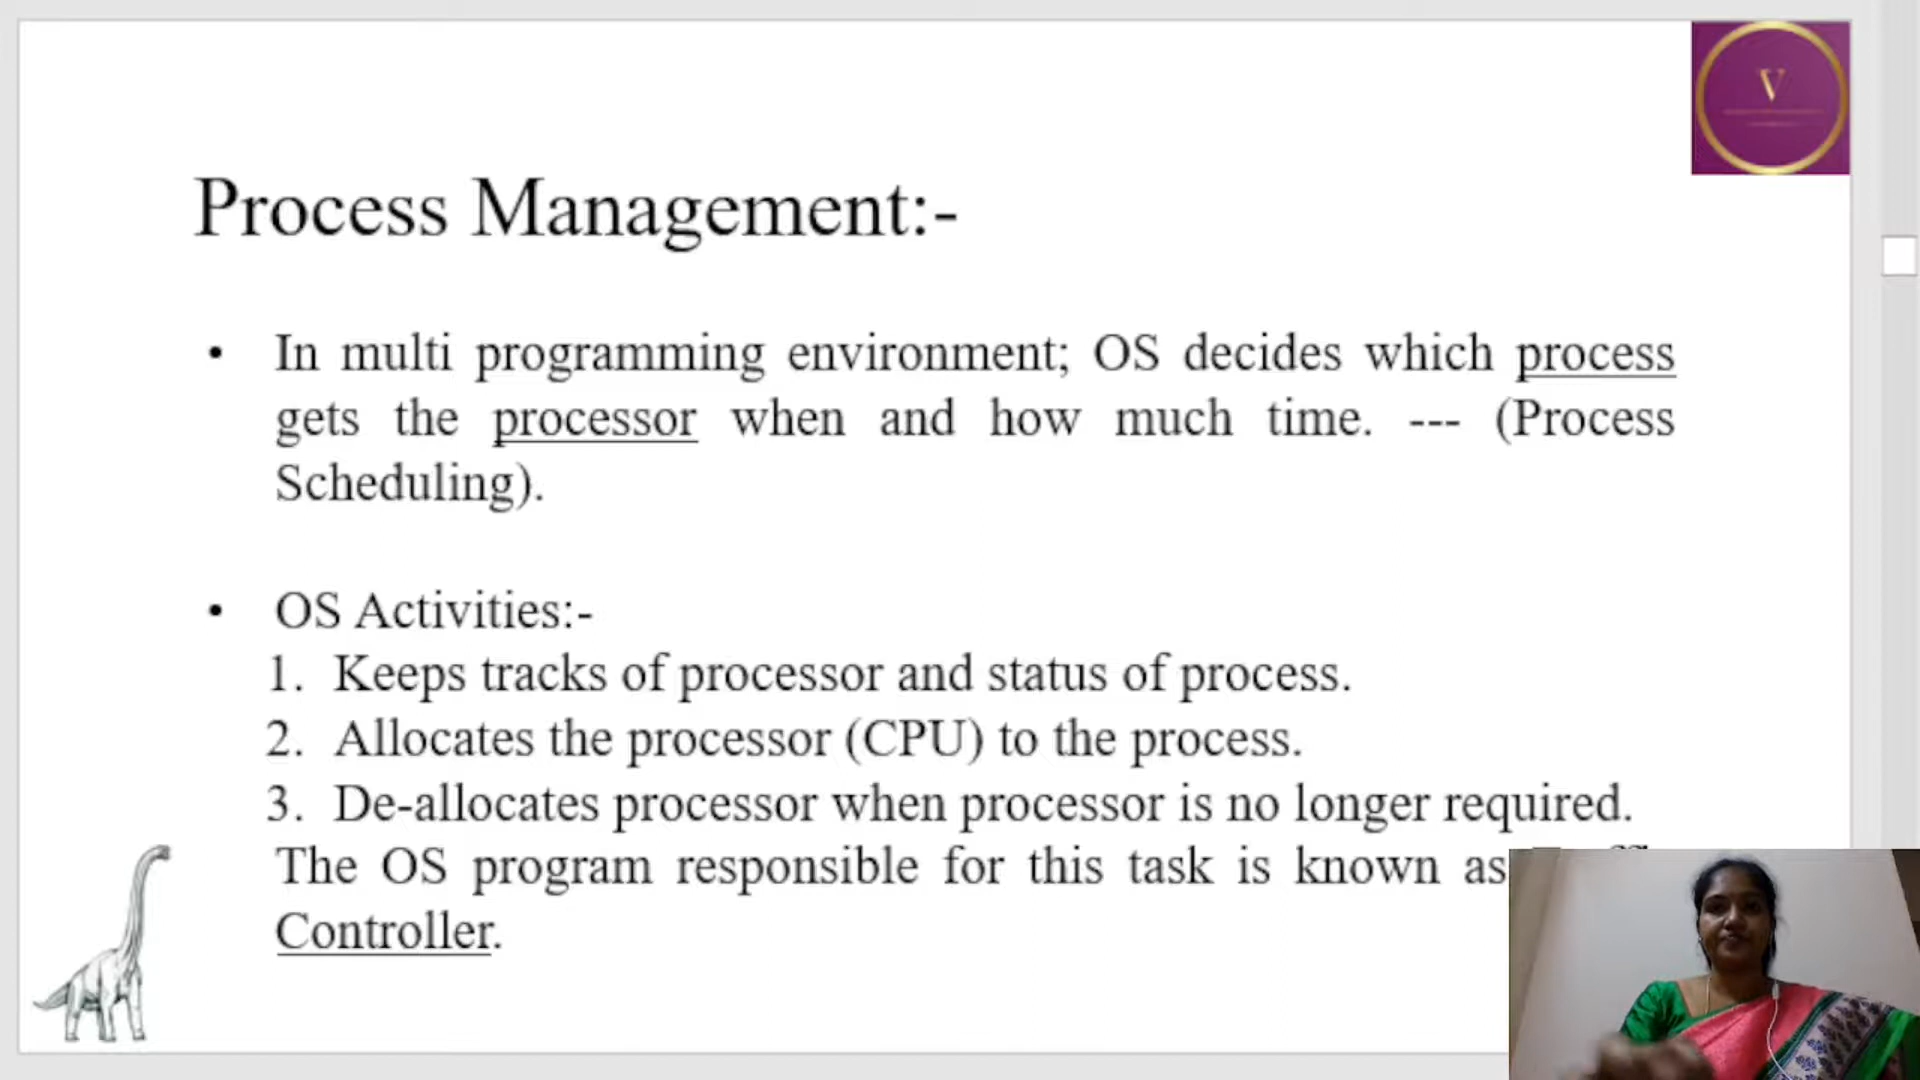 V
Process Management:-
• In multi programming environment; OS decides which process
gets the processor when and how much time. --- (Process
Scheduling).
• OS Activities:-
1. Keeps tracks of processor and status of process.
2. Allocates the processor (CPU) to the process.
3. De-allocates processor when processor is no longer required.
The OS program responsible for this task is known as
Controller.